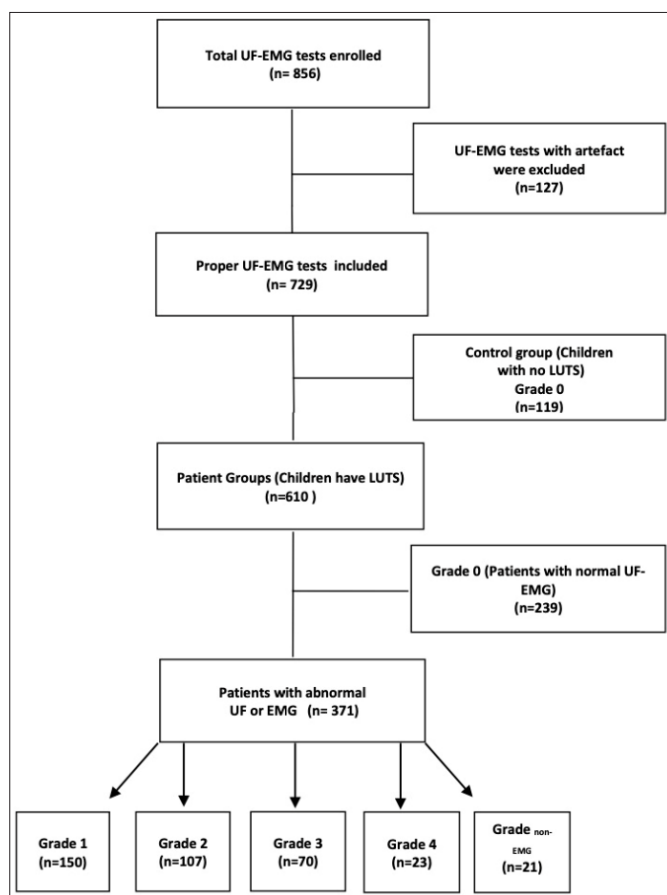 Total UF-EMG tests enrolled
(n= 856)
UF-EMG tests with artefact
were excluded
(n=127)
Proper UF-EMG tests included
(n= 729)
Control group (Children
with no LUTS)
Grade 0
(n=119)
Patient Groups (Children have LUTS)
(n=610 )
Grade 0 (Patients with normal UF-
EMG)
(n=239)
Patients with abnormal
UF or EMG (n= 371)
Grade 1
(n=150)
Grade 2
(n=107)
Grade 3
(n=70)
Grade 4
(n=23)
Grade non-
EMG
(n=21)